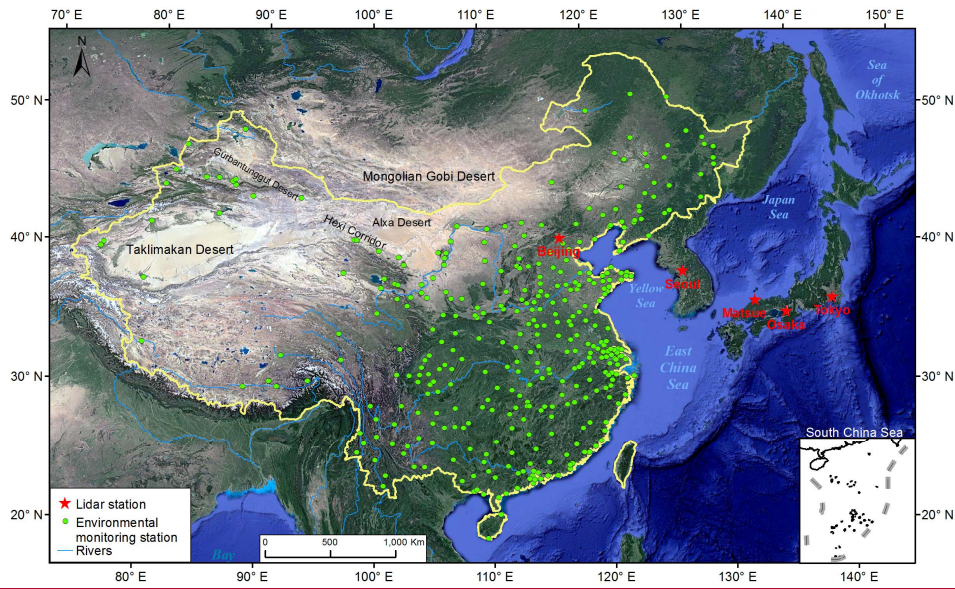 70° E 80° E 90° E 100° E 110° E 120° E 130° E 140° E 150° E
N
Sea
of
Okhotsk
50° N 50° N
Gurbantunggut Desert
Mongolian Gobi Desert
Japan
Sea
Alxa Desert
Hexi Corridor
40° N 40° N
Taklimakan Desert
Beijing
Seoul
Yellow
Sea
Matsue
Osaka
Tokyo
East
China
Sea
30° N 30° N
South China Sea
Lidar station
Environmental
monitoring station
Rivers
20° N 20° N
Bay
0 500 1,000 Km
80° E 90° E 100° E 110° E 120° E 130° E 140° E